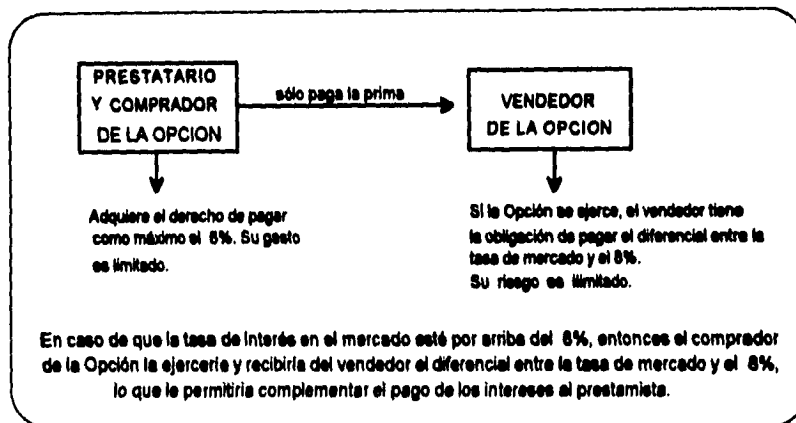 PRESTATARIO
Y COMPRADOR
DE LA OPCION
sólo paga la prima
VENDEDOR
DE LA OPCION
Adquiere el derecho de pagar
como máximo el 8%. Su gasto
es limitado.
Si la Opción se ejerce, el vendedor tiene
la obligación de pagar el diferencial entre la
tasa de mercado y el 8%.
Su riesgo es ilimitado.
En caso de que la tasa de interés en el mercado esté por arriba del 8%, entonces el comprador
de la Opción la ejercería y recibiría del vendedor el diferencial entre la tasa de mercado y el 8%,
lo que le permitiría complementar el pago de los intereses al prestamista.